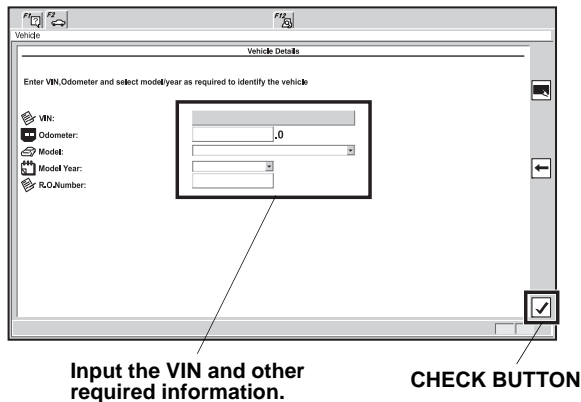 F1 F2 F12
Vehicle
Vehicle Details
Enter VIN,Odometer and select model/year as required to identify the vehicle
VIN:
Odometer: .0
Model:
Model Year:
R.O.Number:
Input the VIN and other
required information.
CHECK BUTTON